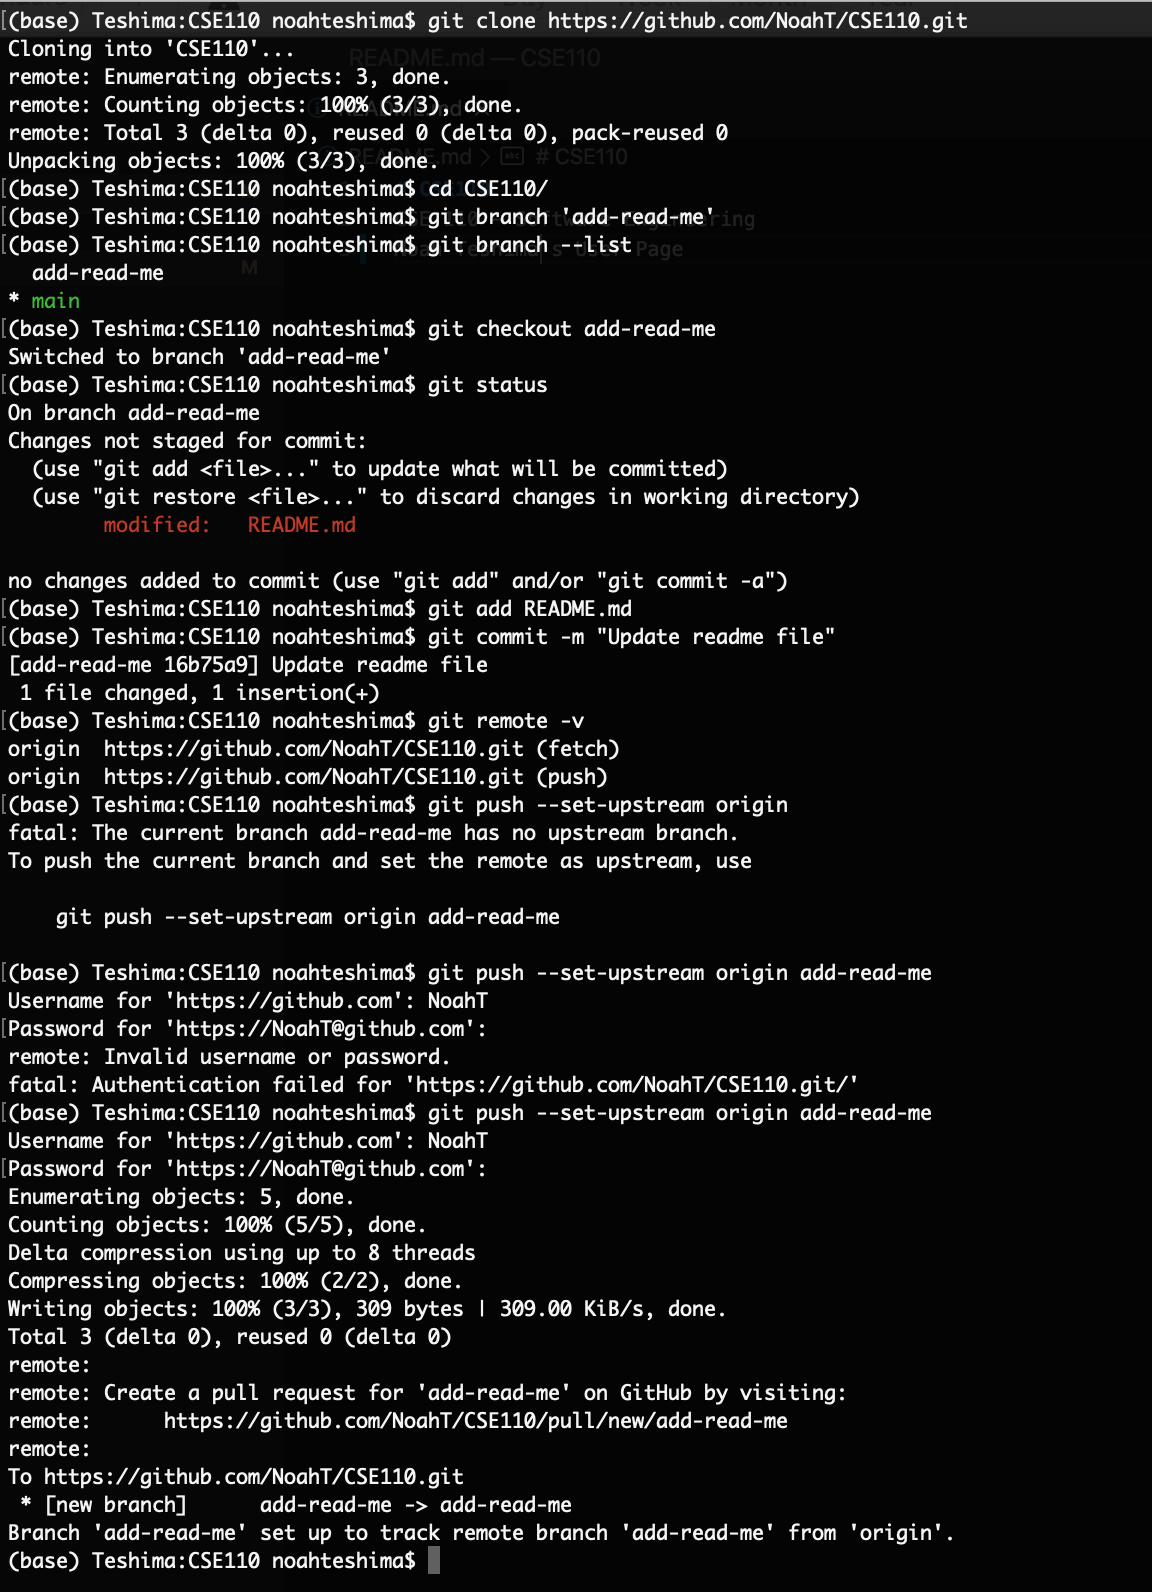 [(base) Teshima:CSE110 noahteshima$ git clone https://github.com/NoahT/CSE110.git
Cloning into 'CSE110'...
README.md — CSE110
remote: Enumerating objects: 3, done.
remote: Counting objects: 100% (3/3), done.
remote: Total 3 (delta 0), reused 0 (delta 0), pack-reused 0
Unpacking objects: 100% (3/3), done.
README.md > # CSE110
[(base) Teshima:CSE110 noahteshima$ cd CSE110/
[(base) Teshima:CSE110 noahteshima$ git branch 'add-read-me'
[(base) Teshima:CSE110 noahteshima$ git branch --list
  add-read-me
M
* main
[(base) Teshima:CSE110 noahteshima$ git checkout add-read-me
Switched to branch 'add-read-me'
[(base) Teshima:CSE110 noahteshima$ git status
On branch add-read-me
Changes not staged for commit:
  (use "git add <file>..." to update what will be committed)
  (use "git restore <file>..." to discard changes in working directory)
        modified:   README.md

no changes added to commit (use "git add" and/or "git commit -a")
[(base) Teshima:CSE110 noahteshima$ git add README.md
[(base) Teshima:CSE110 noahteshima$ git commit -m "Update readme file"
[add-read-me 16b75a9] Update readme file
 1 file changed, 1 insertion(+)
[(base) Teshima:CSE110 noahteshima$ git remote -v
origin  https://github.com/NoahT/CSE110.git (fetch)
origin  https://github.com/NoahT/CSE110.git (push)
[(base) Teshima:CSE110 noahteshima$ git push --set-upstream origin
fatal: The current branch add-read-me has no upstream branch.
To push the current branch and set the remote as upstream, use

    git push --set-upstream origin add-read-me

[(base) Teshima:CSE110 noahteshima$ git push --set-upstream origin add-read-me
Username for 'https://github.com': NoahT
[Password for 'https://NoahT@github.com':
remote: Invalid username or password.
fatal: Authentication failed for 'https://github.com/NoahT/CSE110.git/'
[(base) Teshima:CSE110 noahteshima$ git push --set-upstream origin add-read-me
Username for 'https://github.com': NoahT
[Password for 'https://NoahT@github.com':
Enumerating objects: 5, done.
Counting objects: 100% (5/5), done.
Delta compression using up to 8 threads
Compressing objects: 100% (2/2), done.
Writing objects: 100% (3/3), 309 bytes | 309.00 KiB/s, done.
Total 3 (delta 0), reused 0 (delta 0)
remote:
remote: Create a pull request for 'add-read-me' on GitHub by visiting:
remote:      https://github.com/NoahT/CSE110/pull/new/add-read-me
remote:
To https://github.com/NoahT/CSE110.git
 * [new branch]      add-read-me -> add-read-me
Branch 'add-read-me' set up to track remote branch 'add-read-me' from 'origin'.
(base) Teshima:CSE110 noahteshima$